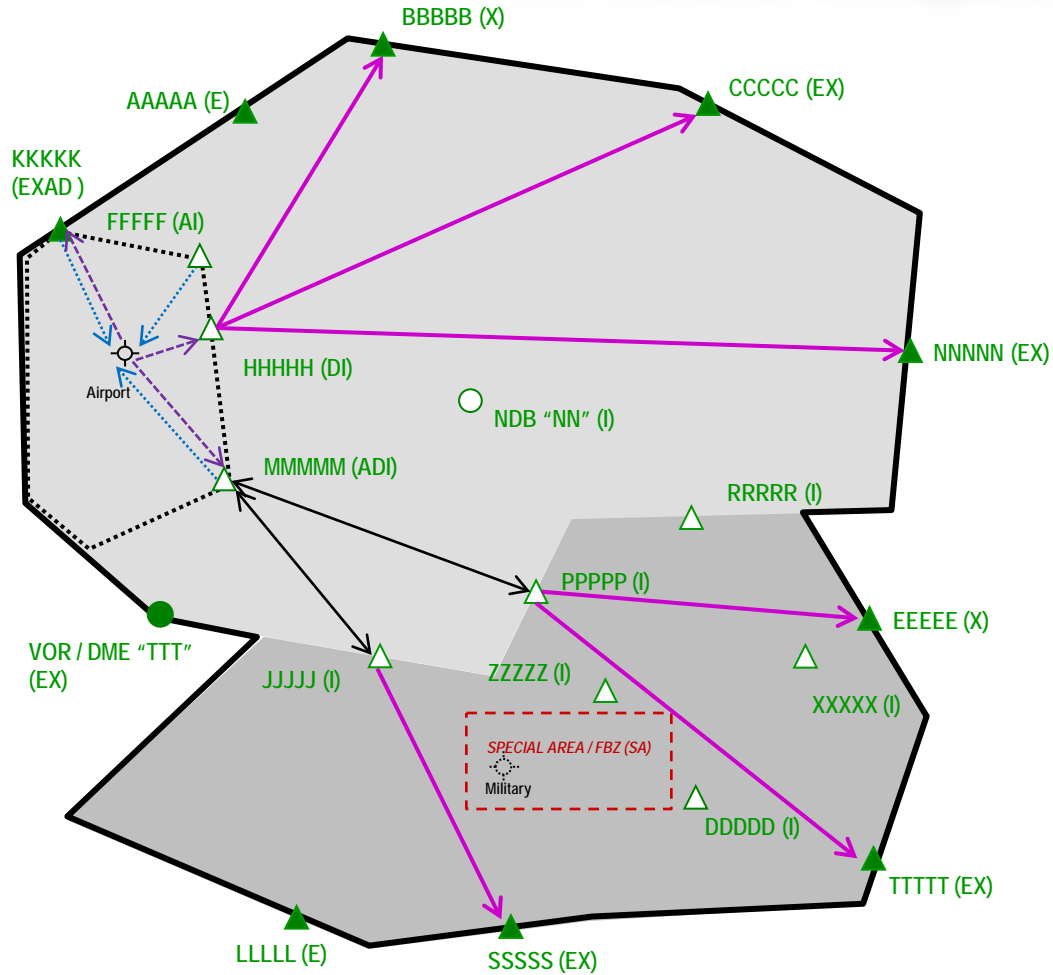 BBBBB (X)
CCCCC (EX)
AAAAA (E)
KKKKK
(EXAD )
FFFFF (AI)
NNNNN (EX)
HHHHH (DI)
Airport
NDB “NN” (I)
MMMMM (ADI)
RRRRR (I)
PPPPP (I)
EEEEE (X)
VOR / DME “TTT”
(EX)
JJJJJ (I)
ZZZZZ (I)
XXXXX (I)
SPECIAL AREA / FBZ (SA)
Military
DDDDD (I)
TTTTT (EX)
LLLLL (E)
SSSSS (EX)